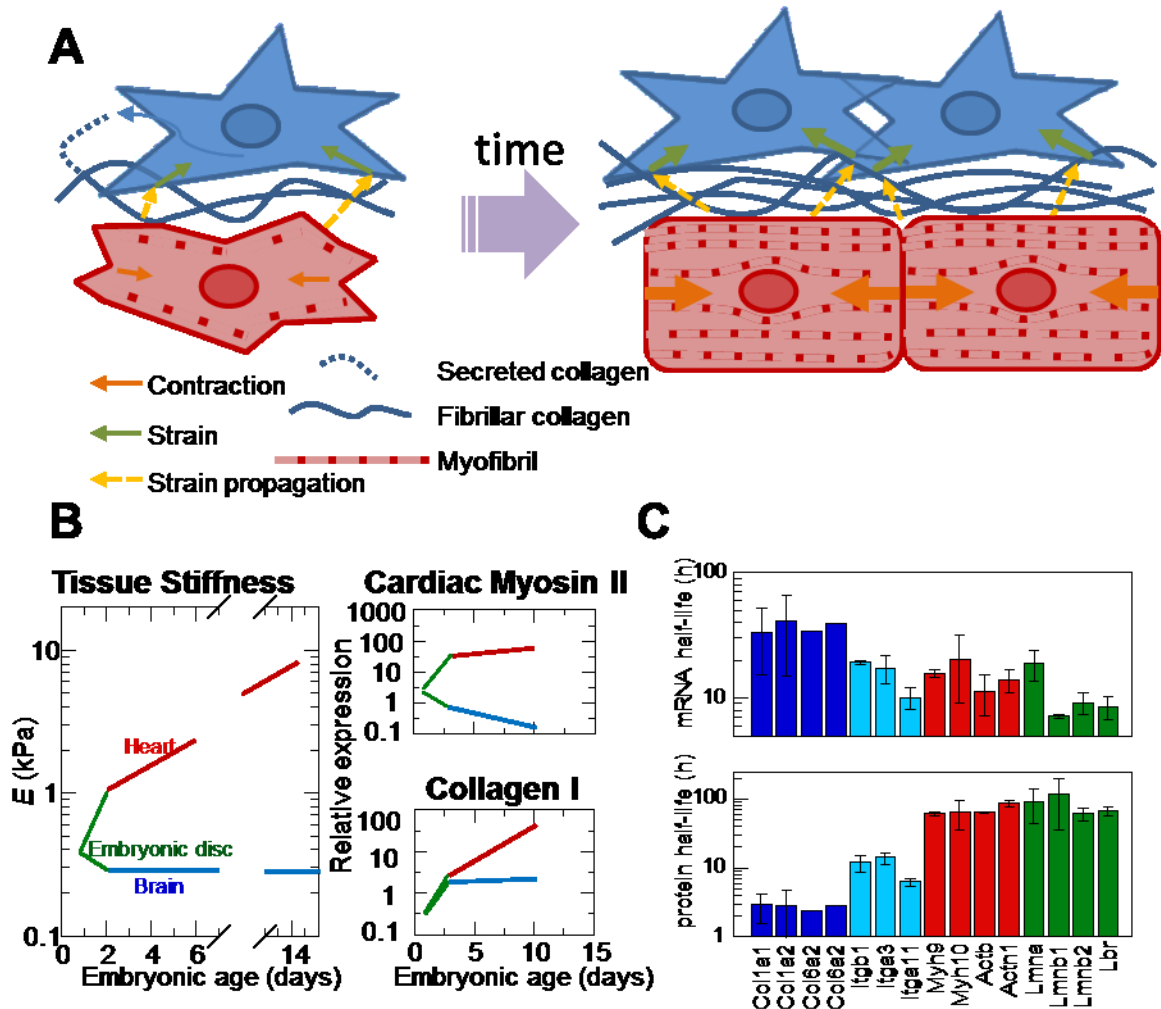 A
time
Contraction
Strain
Strain propagation
Secreted collagen
Fibrillar collagen
Myofibril
B
Tissue Stiffness
E (kPa)
10
1
0.1
Heart
Embryonic disc
Brain
0 2 4 6 14
Embryonic age (days)
Cardiac Myosin II
Relative expression
1000
100
10
1
0.1
Collagen I
100
10
1
0.1
0 5 10 15
Embryonic age (days)
C
mRNA half-life (h)
100
10
protein half-life (h)
100
10
1
Col1a1
Col1a2
Col6a2
Col6a2
Itgb1
Itga3
Itga11
Myh9
Myh10
Actb
Actn1
Lmna
Lmnb1
Lmnb2
Lbr